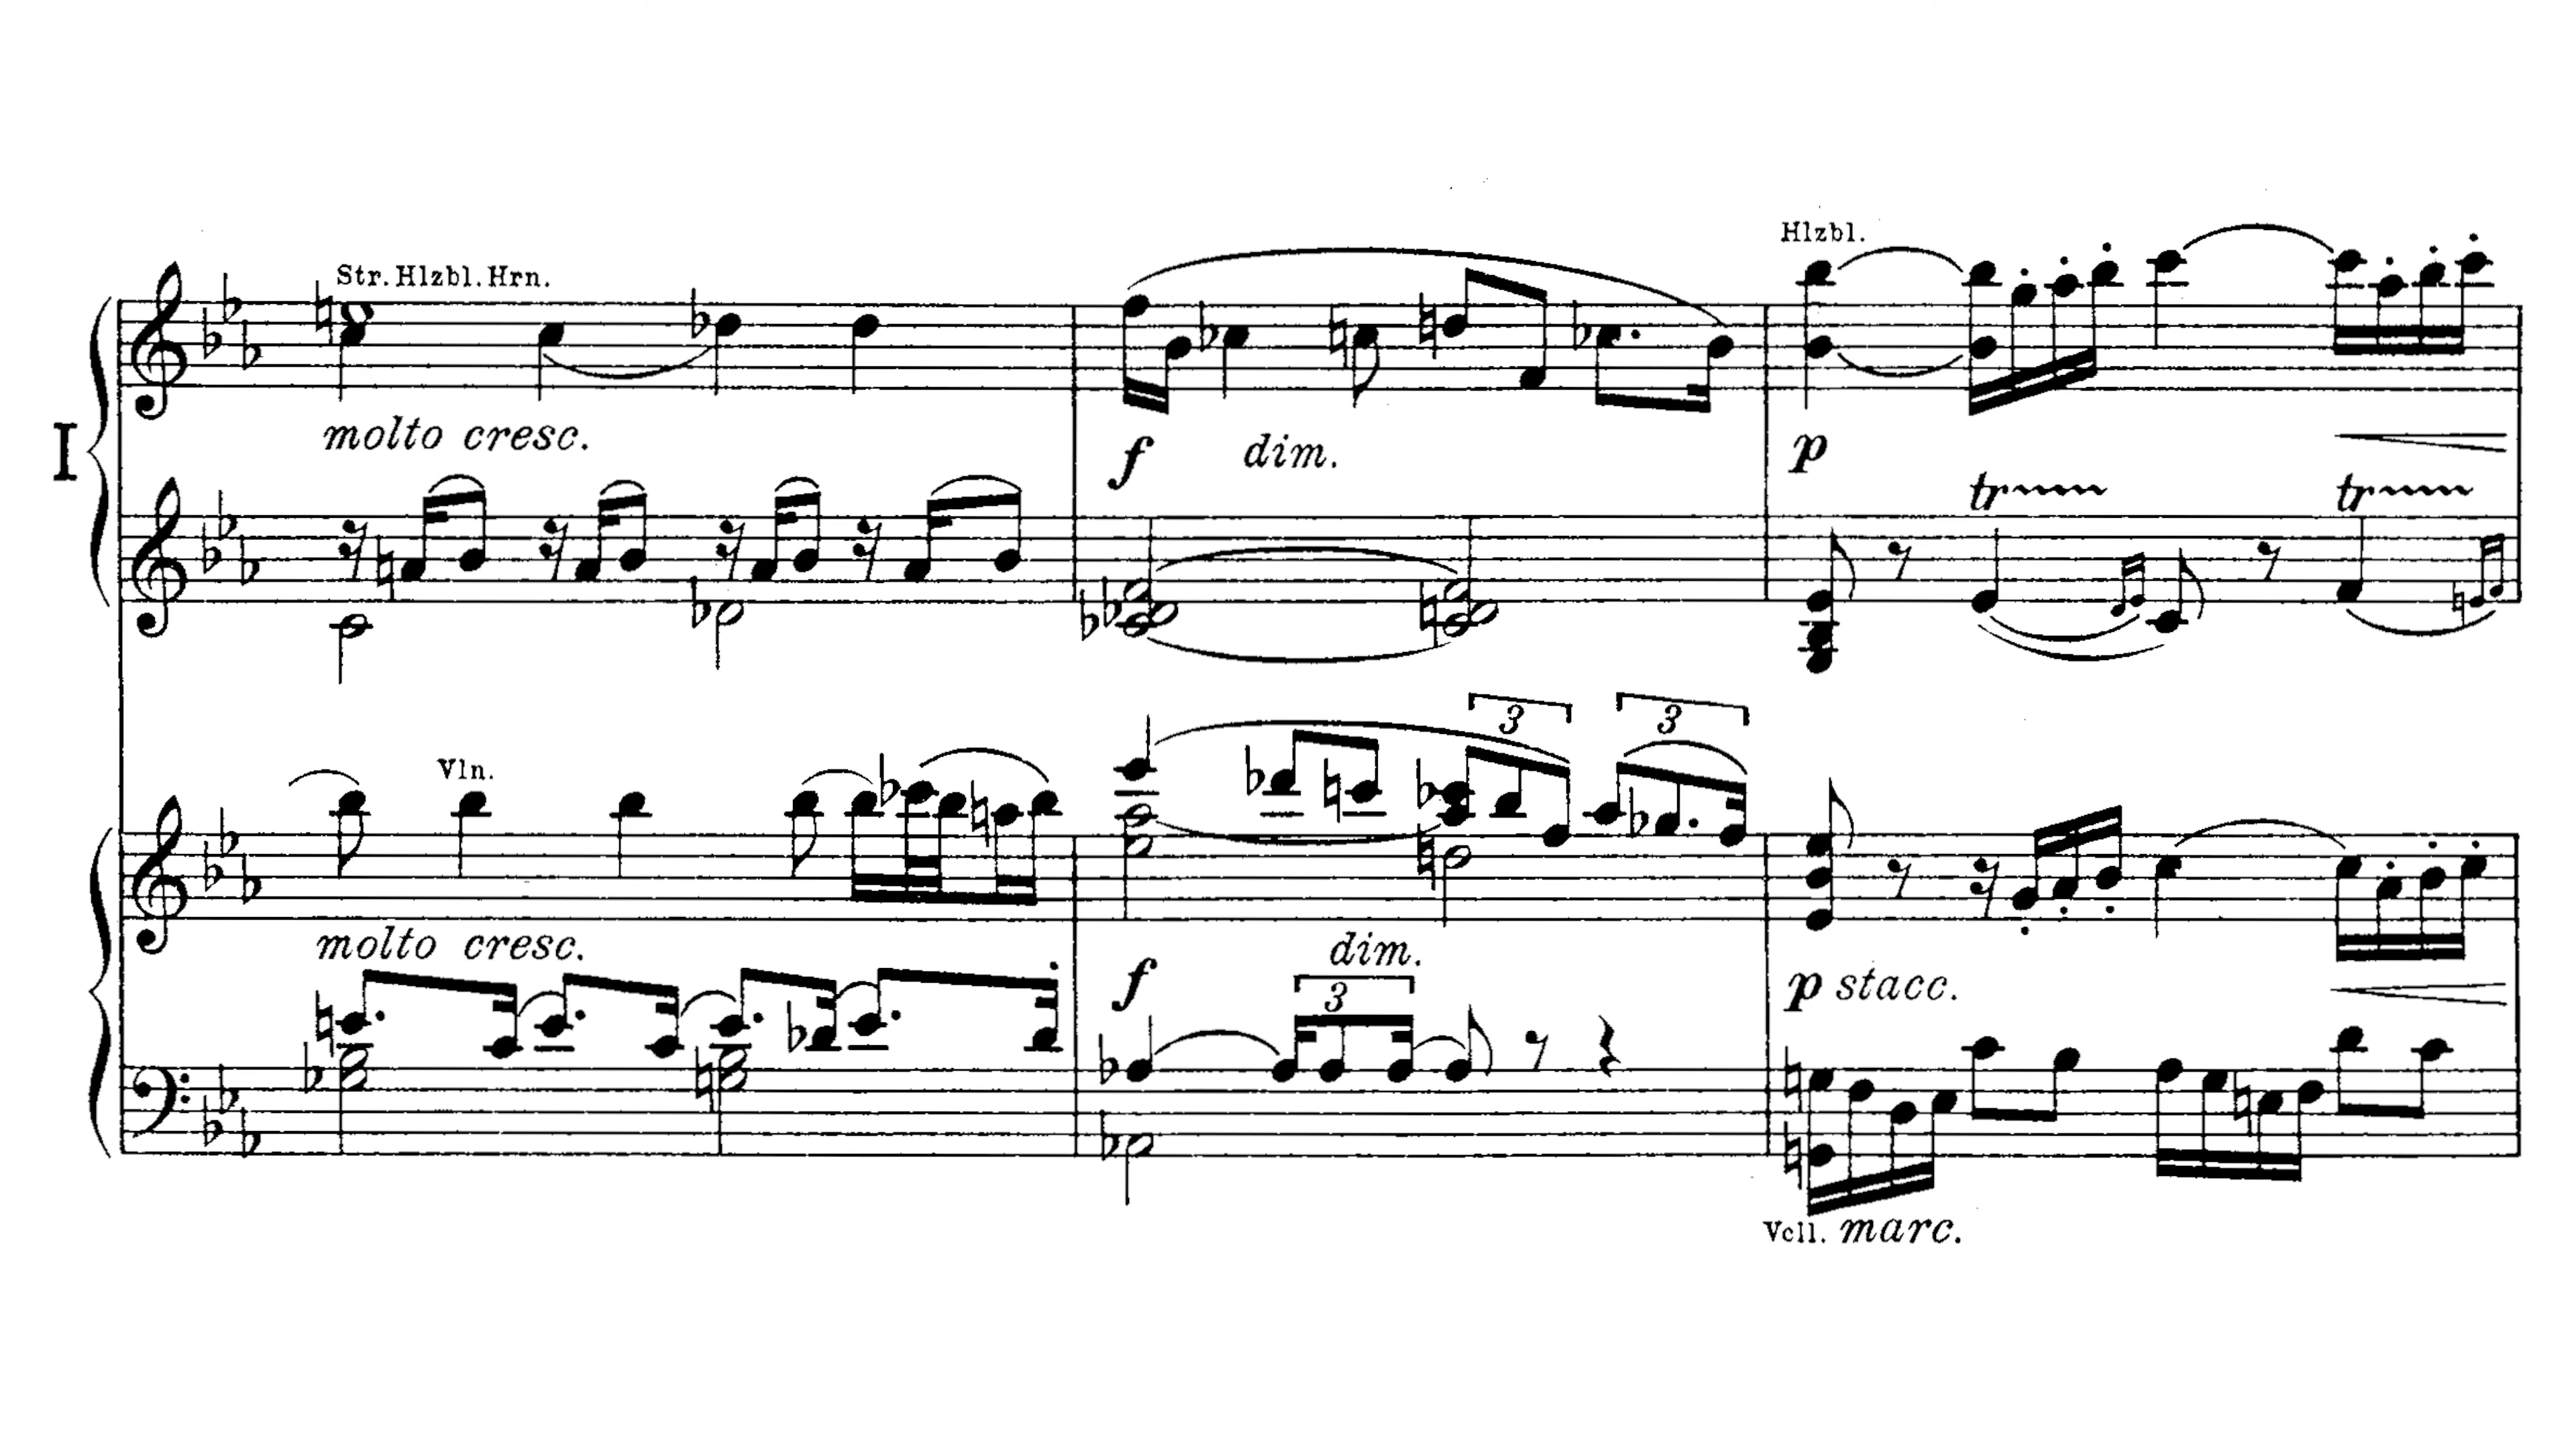 Hlzbl.
Str. Hlzbl. Hrn.
I
molto cresc.
f dim.
p
tr tr
3 3
Vln.
molto cresc.
f dim.
p stacc.
3
Vcll. marc.